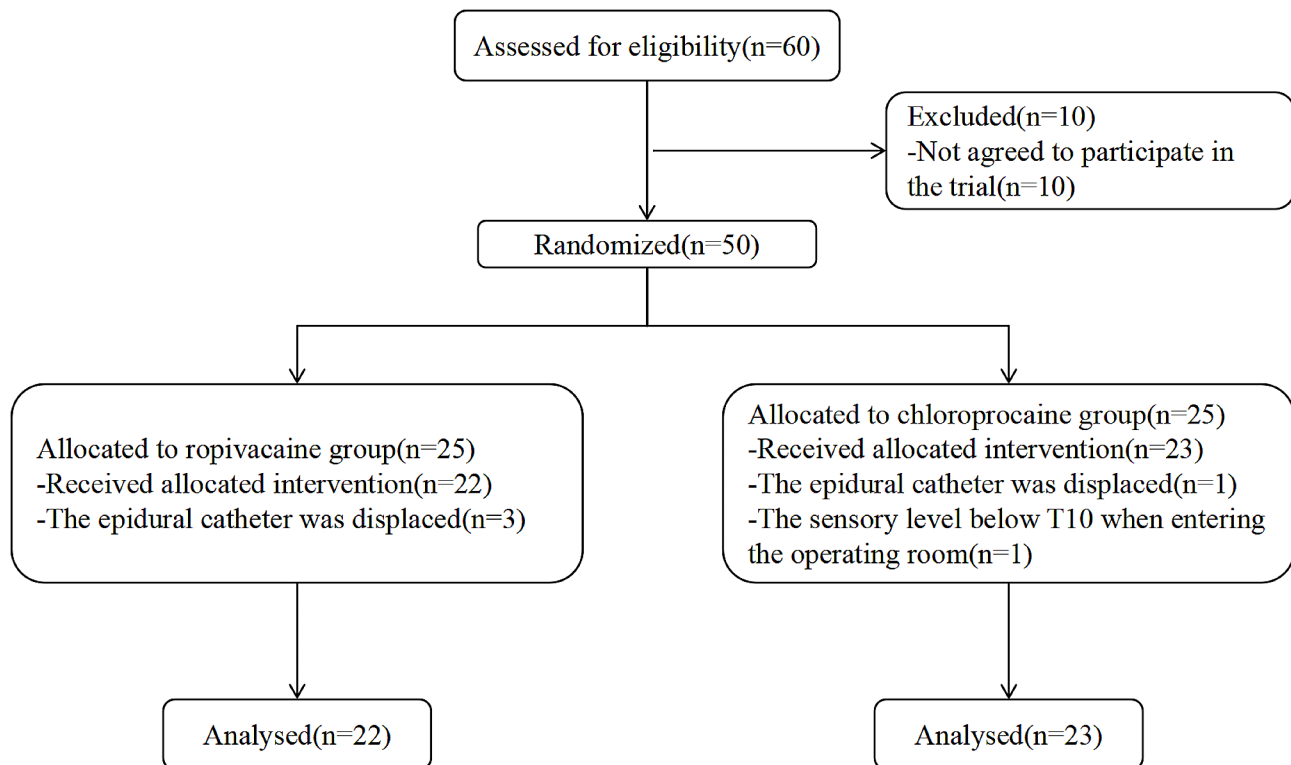 Assessed for eligibility(n=60)
Excluded(n=10)
-Not agreed to participate in
the trial(n=10)
Randomized(n=50)
Allocated to ropivacaine group(n=25)
-Received allocated intervention(n=22)
-The epidural catheter was displaced(n=3)
Allocated to chloroprocaine group(n=25)
-Received allocated intervention(n=23)
-The epidural catheter was displaced(n=1)
-The sensory level below T10 when entering
the operating room(n=1)
Analysed(n=22)
Analysed(n=23)